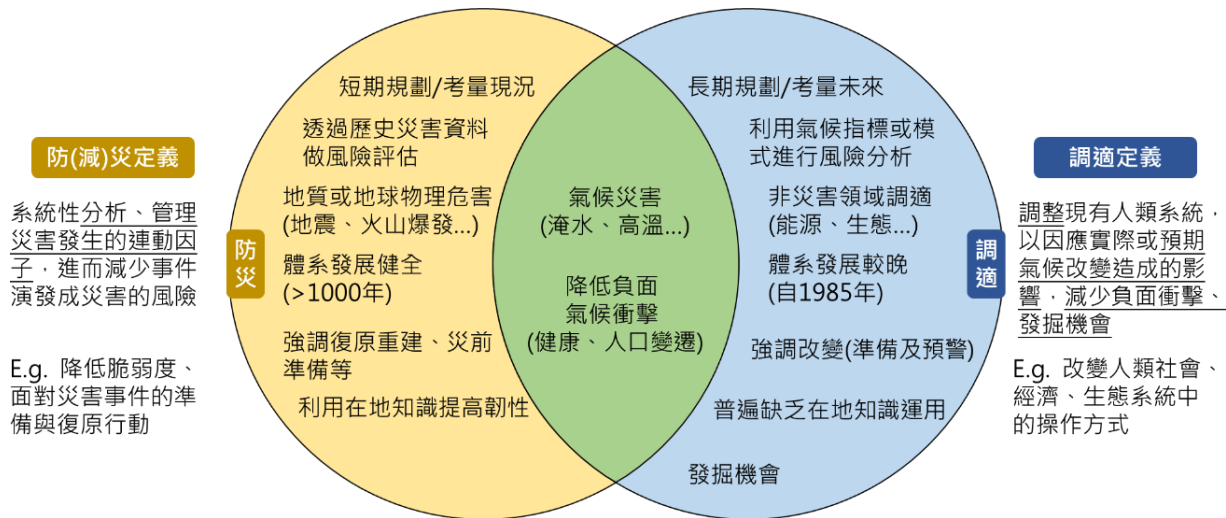 防(減)災定義
系統性分析、管理
災害發生的連動因
子，進而減少事件
演發成災害的風險
E.g. 降低脆弱度、
面對災害事件的準
備與復原行動
防災
短期規劃/考量現況
透過歷史災害資料
做風險評估
地質或地球物理危害
(地震、火山爆發...)
體系發展健全
(>1000年)
強調復原重建、災前
準備等
利用在地知識提高韌性
氣候災害
(淹水、高溫...)
降低負面
氣候衝擊
(健康、人口變遷)
長期規劃/考量未來
利用氣候指標或模
式進行風險分析
非災害領域調適
(能源、生態...)
體系發展較晚
(自1985年)
強調改變(準備及預警)
普遍缺乏在地知識運用
發掘機會
調適
調適定義
調整現有人類系統，
以因應實際或預期
氣候改變造成的影
響，減少負面衝擊、
發掘機會
E.g. 改變人類社會、
經濟、生態系統中
的操作方式